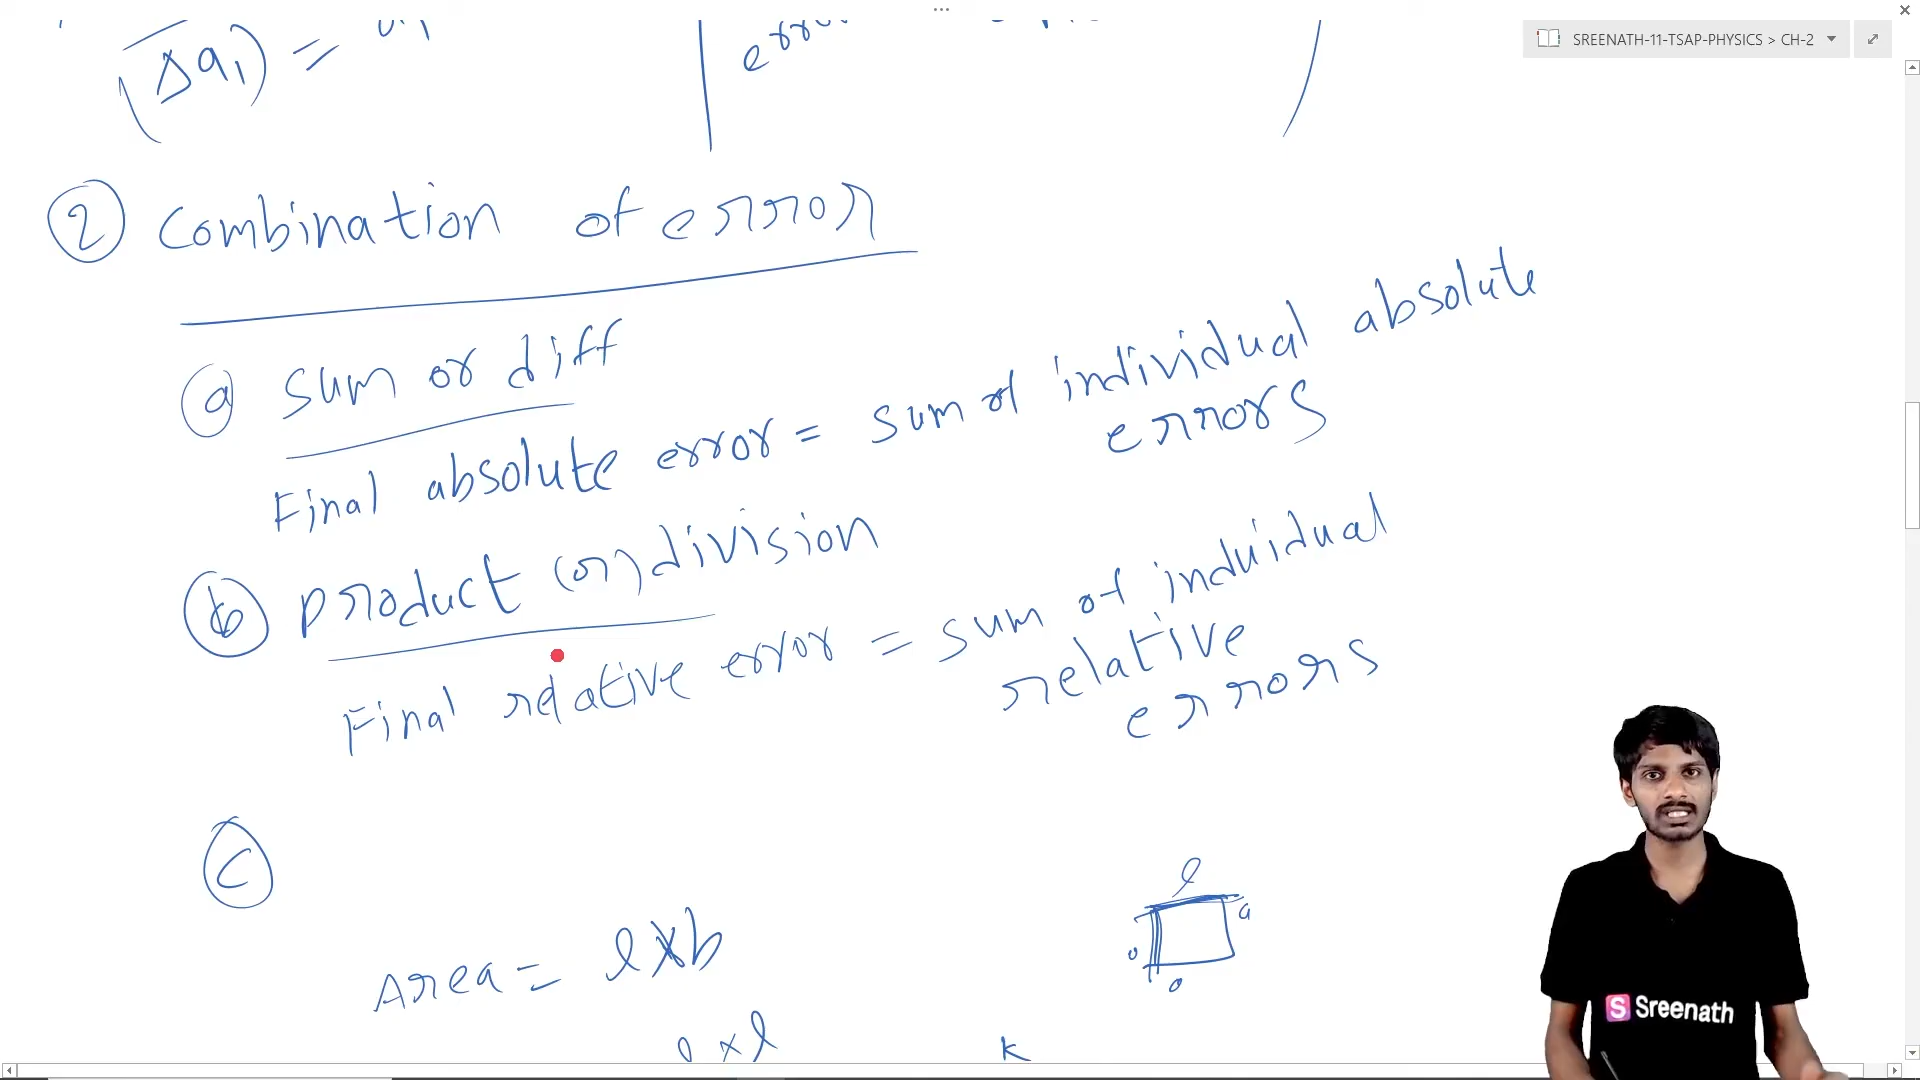 SREENATH-11-TSAP-PHYSICS > CH-2
(Δa₁) =
② Combination of error
ⓐ sum or diff
Final absolute error = sum of individual absolute
errors
ⓑ product (or) division
Final relative error = sum of individual
relative
errors
ⓒ
l
a
Area = l x b
l x l
k
S Sreenath